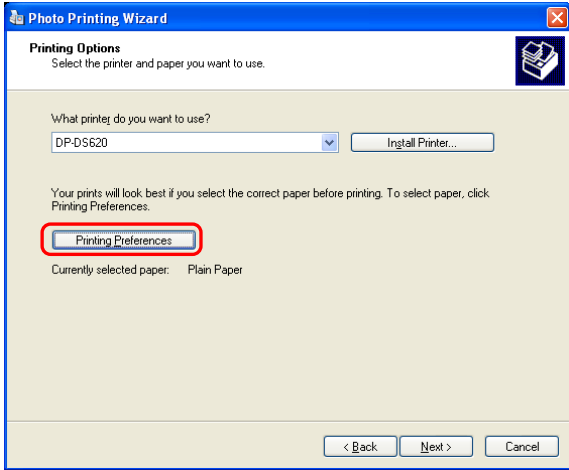 Photo Printing Wizard
Printing Options
Select the printer and paper you want to use.
What printer do you want to use?
DP-DS620
Install Printer...
Your prints will look best if you select the correct paper before printing. To select paper, click
Printing Preferences.
Printing Preferences
Currently selected paper: Plain Paper
< Back
Next >
Cancel